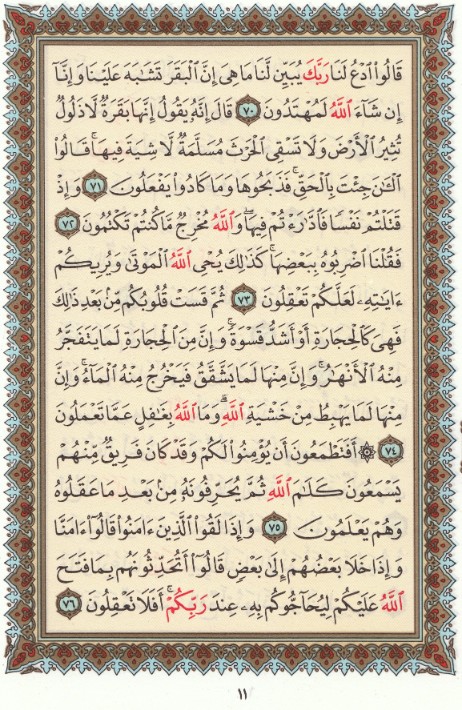 قَالُوا۟ ٱدْعُ لَنَا رَبَّكَ يُبَيِّن لَّنَا مَا هِىَ إِنَّ ٱلْبَقَرَ تَشَٰبَهَ عَلَيْنَا وَإِنَّآ
إِن شَآءَ ٱللَّهُ لَمُهْتَدُونَ ٧٠ قَالَ إِنَّهُۥ يَقُولُ إِنَّهَا بَقَرَةٌ لَّا ذَلُولٌ
تُثِيرُ ٱلْأَرْضَ وَلَا تَسْقِى ٱلْحَرْثَ مُسَلَّمَةٌ لَّا شِيَةَ فِيهَا ۚ قَالُوا۟
ٱلْـَٰٔنَ جِئْتَ بِٱلْحَقِّ ۚ فَذَبَحُوهَا وَمَا كَادُوا۟ يَفْعَلُونَ ٧١ وَإِذْ
قَتَلْتُمْ نَفْسًا فَٱدَّٰرَْٰٔتُمْ فِيهَا ۖ وَٱللَّهُ مُخْرِجٌ مَّا كُنتُمْ تَكْتُمُونَ ٧٢
فَقُلْنَا ٱضْرِبُوهُ بِبَعْضِهَا ۚ كَذَٰلِكَ يُحْىِ ٱللَّهُ ٱلْمَوْتَىٰ وَيُرِيكُمْ
ءَايَٰتِهِۦ لَعَلَّكُمْ تَعْقِلُونَ ٧٣ ثُمَّ قَسَتْ قُلُوبُكُم مِّنۢ بَعْدِ ذَٰلِكَ
فَهِىَ كَٱلْحِجَارَةِ أَوْ أَشَدُّ قَسْوَةً ۚ وَإِنَّ مِنَ ٱلْحِجَارَةِ لَمَا يَتَفَجَّرُ
مِنْهُ ٱلْأَنْهَٰرُ ۚ وَإِنَّ مِنْهَا لَمَا يَشَّقَّقُ فَيَخْرُجُ مِنْهُ ٱلْمَآءُ ۚ وَإِنَّ
مِنْهَا لَمَا يَهْبِطُ مِنْ خَشْيَةِ ٱللَّهِ ۗ وَمَا ٱللَّهُ بِغَٰفِلٍ عَمَّا تَعْمَلُونَ
٧٤ ۞ أَفَتَطْمَعُونَ أَن يُؤْمِنُوا۟ لَكُمْ وَقَدْ كَانَ فَرِيقٌ مِّنْهُمْ
يَسْمَعُونَ كَلَٰمَ ٱللَّهِ ثُمَّ يُحَرِّفُونَهُۥ مِنۢ بَعْدِ مَا عَقَلُوهُ
وَهُمْ يَعْلَمُونَ ٧٥ وَإِذَا لَقُوا۟ ٱلَّذِينَ ءَامَنُوا۟ قَالُوٓا۟ ءَامَنَّا
وَإِذَا خَلَا بَعْضُهُمْ إِلَىٰ بَعْضٍ قَالُوٓا۟ أَتُحَدِّثُونَهُم بِمَا فَتَحَ
ٱللَّهُ عَلَيْكُمْ لِيُحَآجُّوكُم بِهِۦ عِندَ رَبِّكُمْ ۚ أَفَلَا تَعْقِلُونَ ٧٦
١١